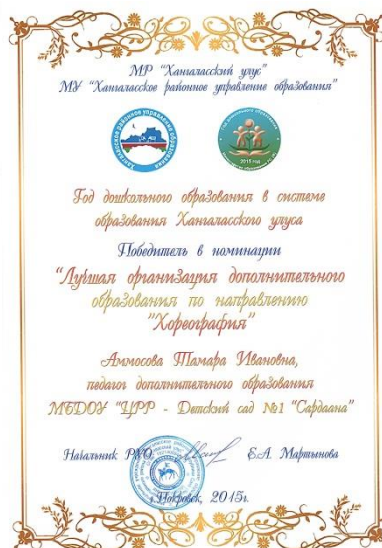 МР "Хангаласский улус"
МУ "Хангаласское районное управление образования"
2015 год
Год дошкольного образования в системе
образования Хангаласского улуса
Победитель в номинации
"Лучшая организация дополнительного
образования по направлению
"Хореография"
Аммосова Тамара Ивановна,
педагог дополнительного образования
МБДОУ "ЦРР - Детский сад №1 "Сардаана"
Начальник РУО Е.А. Мартынова
г.Покровск, 2015г.